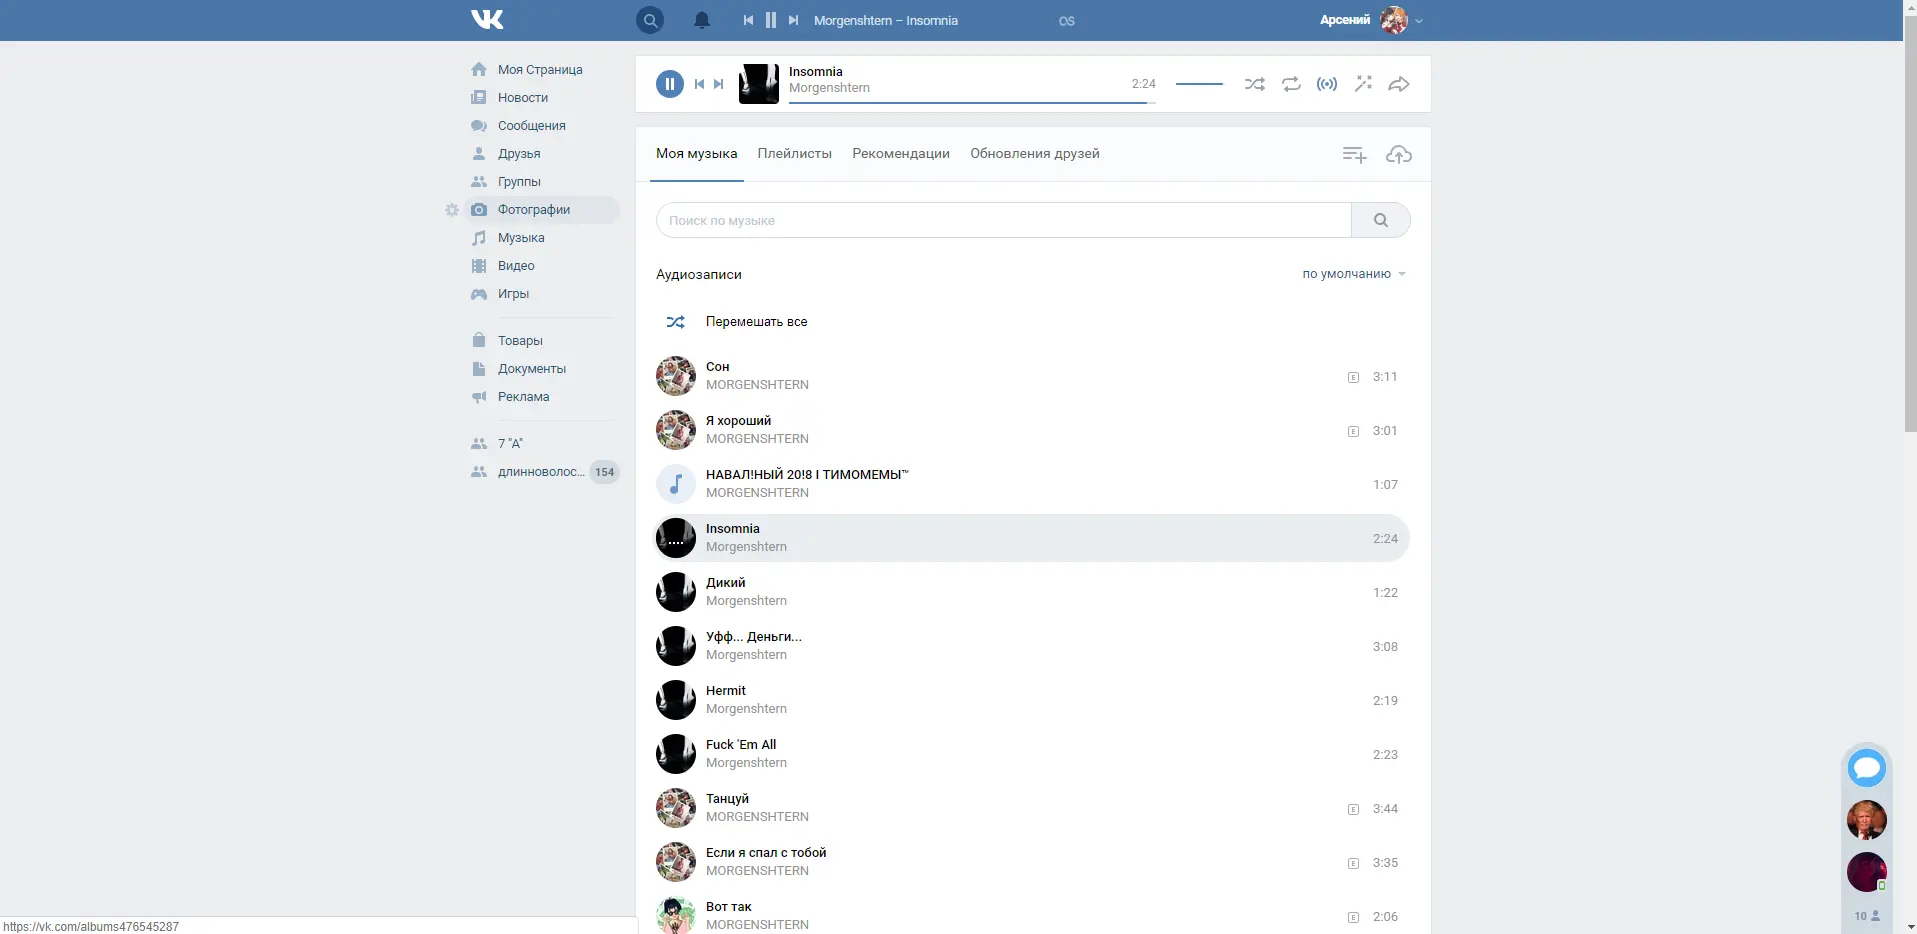 Morgenshtern – Insomnia
Арсений
Моя Страница
Новости
Сообщения
Друзья
Группы
Фотографии
Музыка
Видео
Игры
Товары
Документы
Реклама
7 "А"
длинноволос... 154
Insomnia
Morgenshtern
2:24
Моя музыка Плейлисты Рекомендации Обновления друзей
Поиск по музыке
Аудиозаписи по умолчанию
Перемешать все
Сон
MORGENSHTERN
E 3:11
Я хороший
MORGENSHTERN
E 3:01
НАВАЛ!НЫЙ 20!8 I ТИМОМЕМЫ™
MORGENSHTERN
1:07
Insomnia
Morgenshtern
2:24
Дикий
Morgenshtern
1:22
Уфф... Деньги...
Morgenshtern
3:08
Hermit
Morgenshtern
2:19
Fuck 'Em All
Morgenshtern
2:23
Танцуй
MORGENSHTERN
E 3:44
Если я спал с тобой
MORGENSHTERN
E 3:35
Вот так
MORGENSHTERN
E 2:06
10
https://vk.com/albums476545287